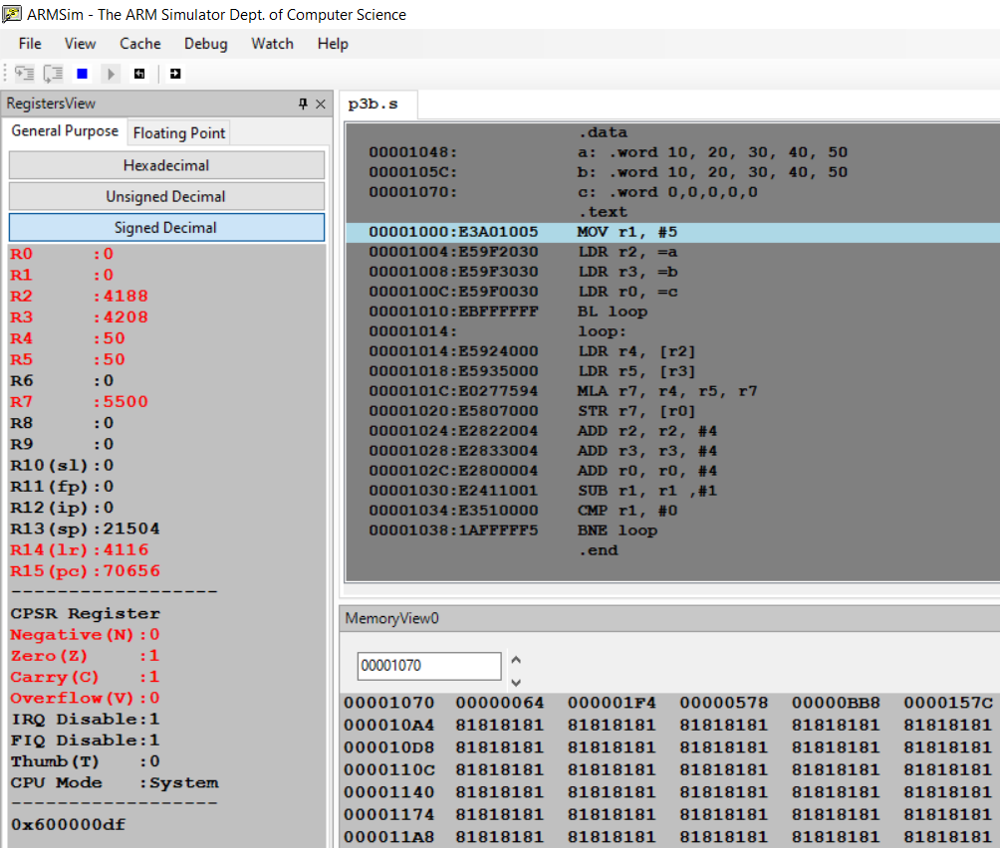 ARMSim - The ARM Simulator Dept. of Computer Science
File View Cache Debug Watch Help
RegistersView
General Purpose Floating Point
Hexadecimal
Unsigned Decimal
Signed Decimal
R0 :0
R1 :0
R2 :4188
R3 :4208
R4 :50
R5 :50
R6 :0
R7 :5500
R8 :0
R9 :0
R10(sl):0
R11(fp):0
R12(ip):0
R13(sp):21504
R14(lr):4116
R15(pc):70656
------------------
CPSR Register
Negative(N):0
Zero(Z) :1
Carry(C) :1
Overflow(V):0
IRQ Disable:1
FIQ Disable:1
Thumb(T) :0
CPU Mode :System
------------------
0x600000df
p3b.s
.data
00001048: a: .word 10, 20, 30, 40, 50
0000105C: b: .word 10, 20, 30, 40, 50
00001070: c: .word 0,0,0,0,0
.text
00001000:E3A01005 MOV r1, #5
00001004:E59F2030 LDR r2, =a
00001008:E59F3030 LDR r3, =b
0000100C:E59F0030 LDR r0, =c
00001010:EBFFFFFF BL loop
00001014: loop:
00001014:E5924000 LDR r4, [r2]
00001018:E5935000 LDR r5, [r3]
0000101C:E0277594 MLA r7, r4, r5, r7
00001020:E5807000 STR r7, [r0]
00001024:E2822004 ADD r2, r2, #4
00001028:E2833004 ADD r3, r3, #4
0000102C:E2800004 ADD r0, r0, #4
00001030:E2411001 SUB r1, r1 ,#1
00001034:E3510000 CMP r1, #0
00001038:1AFFFFF5 BNE loop
.end
MemoryView0
00001070
00001070 00000064 000001F4 00000578 00000BB8 0000157C
000010A4 81818181 81818181 81818181 81818181 81818181
000010D8 81818181 81818181 81818181 81818181 81818181
0000110C 81818181 81818181 81818181 81818181 81818181
00001140 81818181 81818181 81818181 81818181 81818181
00001174 81818181 81818181 81818181 81818181 81818181
000011A8 81818181 81818181 81818181 81818181 81818181